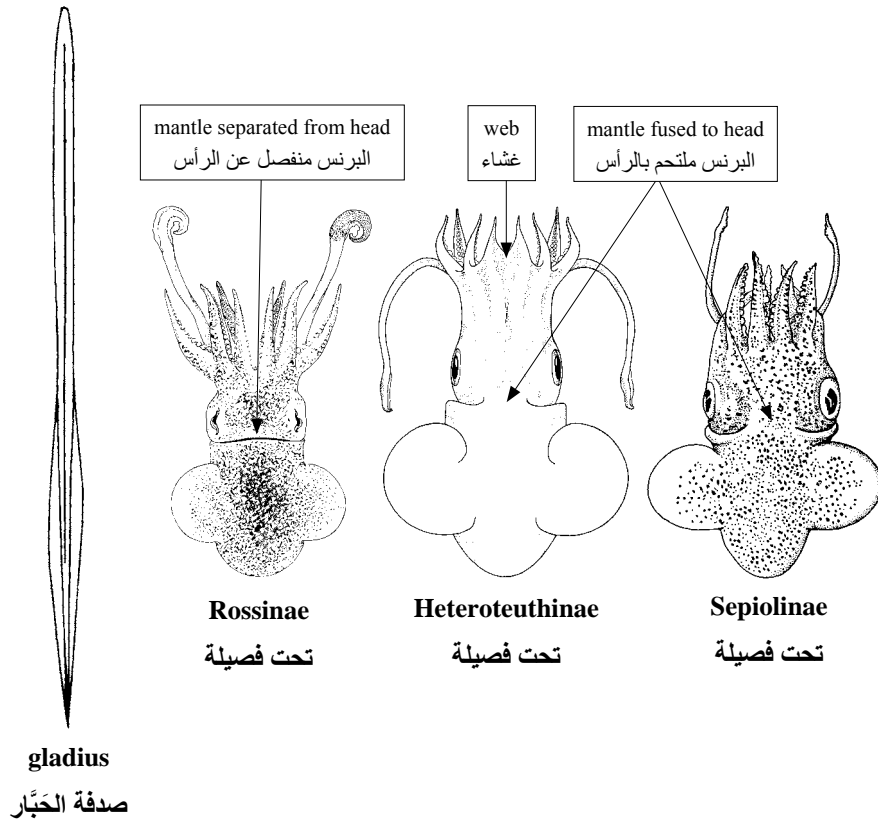 mantle separated from head
البرنس منفصل عن الرأس
web
غشاء
mantle fused to head
البرنس ملتحم بالرأس
Rossinae
تحت فصيلة
Heteroteuthinae
تحت فصيلة
Sepiolinae
تحت فصيلة
gladius
صدفة الحَبَّار